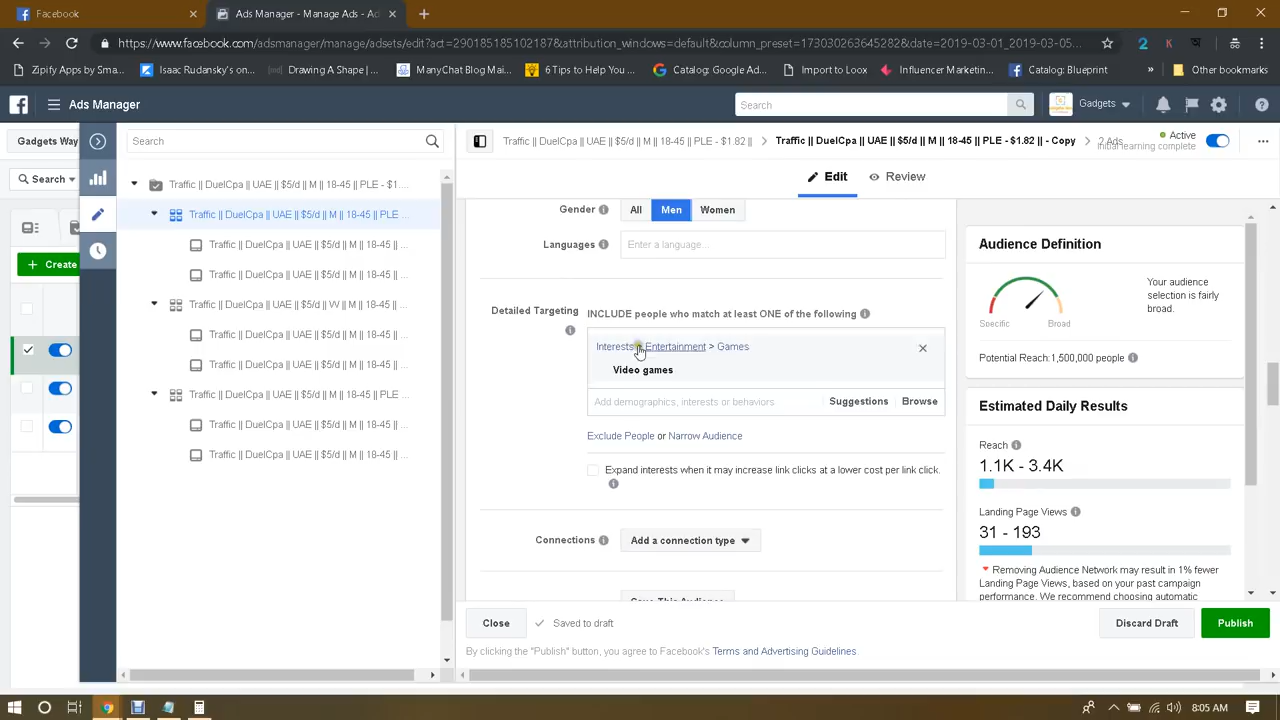 Facebook
Ads Manager - Manage Ads - Ad
https://www.facebook.com/adsmanager/manage/adsets/edit?act=290185185102187&attribution_windows=default&column_preset=173030263645282&date=2019-03-01_2019-03-05...
Zipify Apps by Sma...
Isaac Rudansky's on...
Drawing A Shape | ...
ManyChat Blog Mai...
6 Tips to Help You ...
Catalog: Google Ad...
Import to Loox
Influencer Marketin...
Catalog: Blueprint
»
Other bookmarks
Ads Manager
Search
Gadgets
Gadgets Way
Search
Traffic || DuelCpa || UAE || $5/d || M || 18-45 || PLE - $1.82 ||
Traffic || DuelCpa || UAE || $5/d || M || 18-45 || PLE - $1.82 || - Copy
2 Ads
Active
Initial learning complete
Search
Edit
Review
Create
Traffic || DuelCpa || UAE || $5/d || M || 18-45 || PLE - $1...
Traffic || DuelCpa || UAE || $5/d || M || 18-45 || PLE ...
Traffic || DuelCpa || UAE || $5/d || M || 18-45 || ...
Traffic || DuelCpa || UAE || $5/d || M || 18-45 || ...
Traffic || DuelCpa || UAE || $5/d || VV || M || 18-45 || ...
Traffic || DuelCpa || UAE || $5/d || M || 18-45 || ...
Traffic || DuelCpa || UAE || $5/d || M || 18-45 || ...
Traffic || DuelCpa || UAE || $5/d || M || 18-45 || PLE ...
Traffic || DuelCpa || UAE || $5/d || M || 18-45 || ...
Traffic || DuelCpa || UAE || $5/d || M || 18-45 || ...
Gender
All
Men
Women
Languages
Enter a language...
Detailed Targeting
INCLUDE people who match at least ONE of the following
Interests > Entertainment > Games
Video games
Add demographics, interests or behaviors
Suggestions
Browse
Exclude People or Narrow Audience
Expand interests when it may increase link clicks at a lower cost per link click.
Connections
Add a connection type
Save This Audience
Audience Definition
Your audience
selection is fairly
broad.
Specific
Broad
Potential Reach:1,500,000 people
Estimated Daily Results
Reach
1.1K - 3.4K
Landing Page Views
31 - 193
Removing Audience Network may result in 1% fewer
Landing Page Views, based on your past campaign
performance. We recommend choosing automatic
Close
Saved to draft
Discard Draft
Publish
By clicking the "Publish" button, you agree to Facebook's Terms and Advertising Guidelines.
8:05 AM